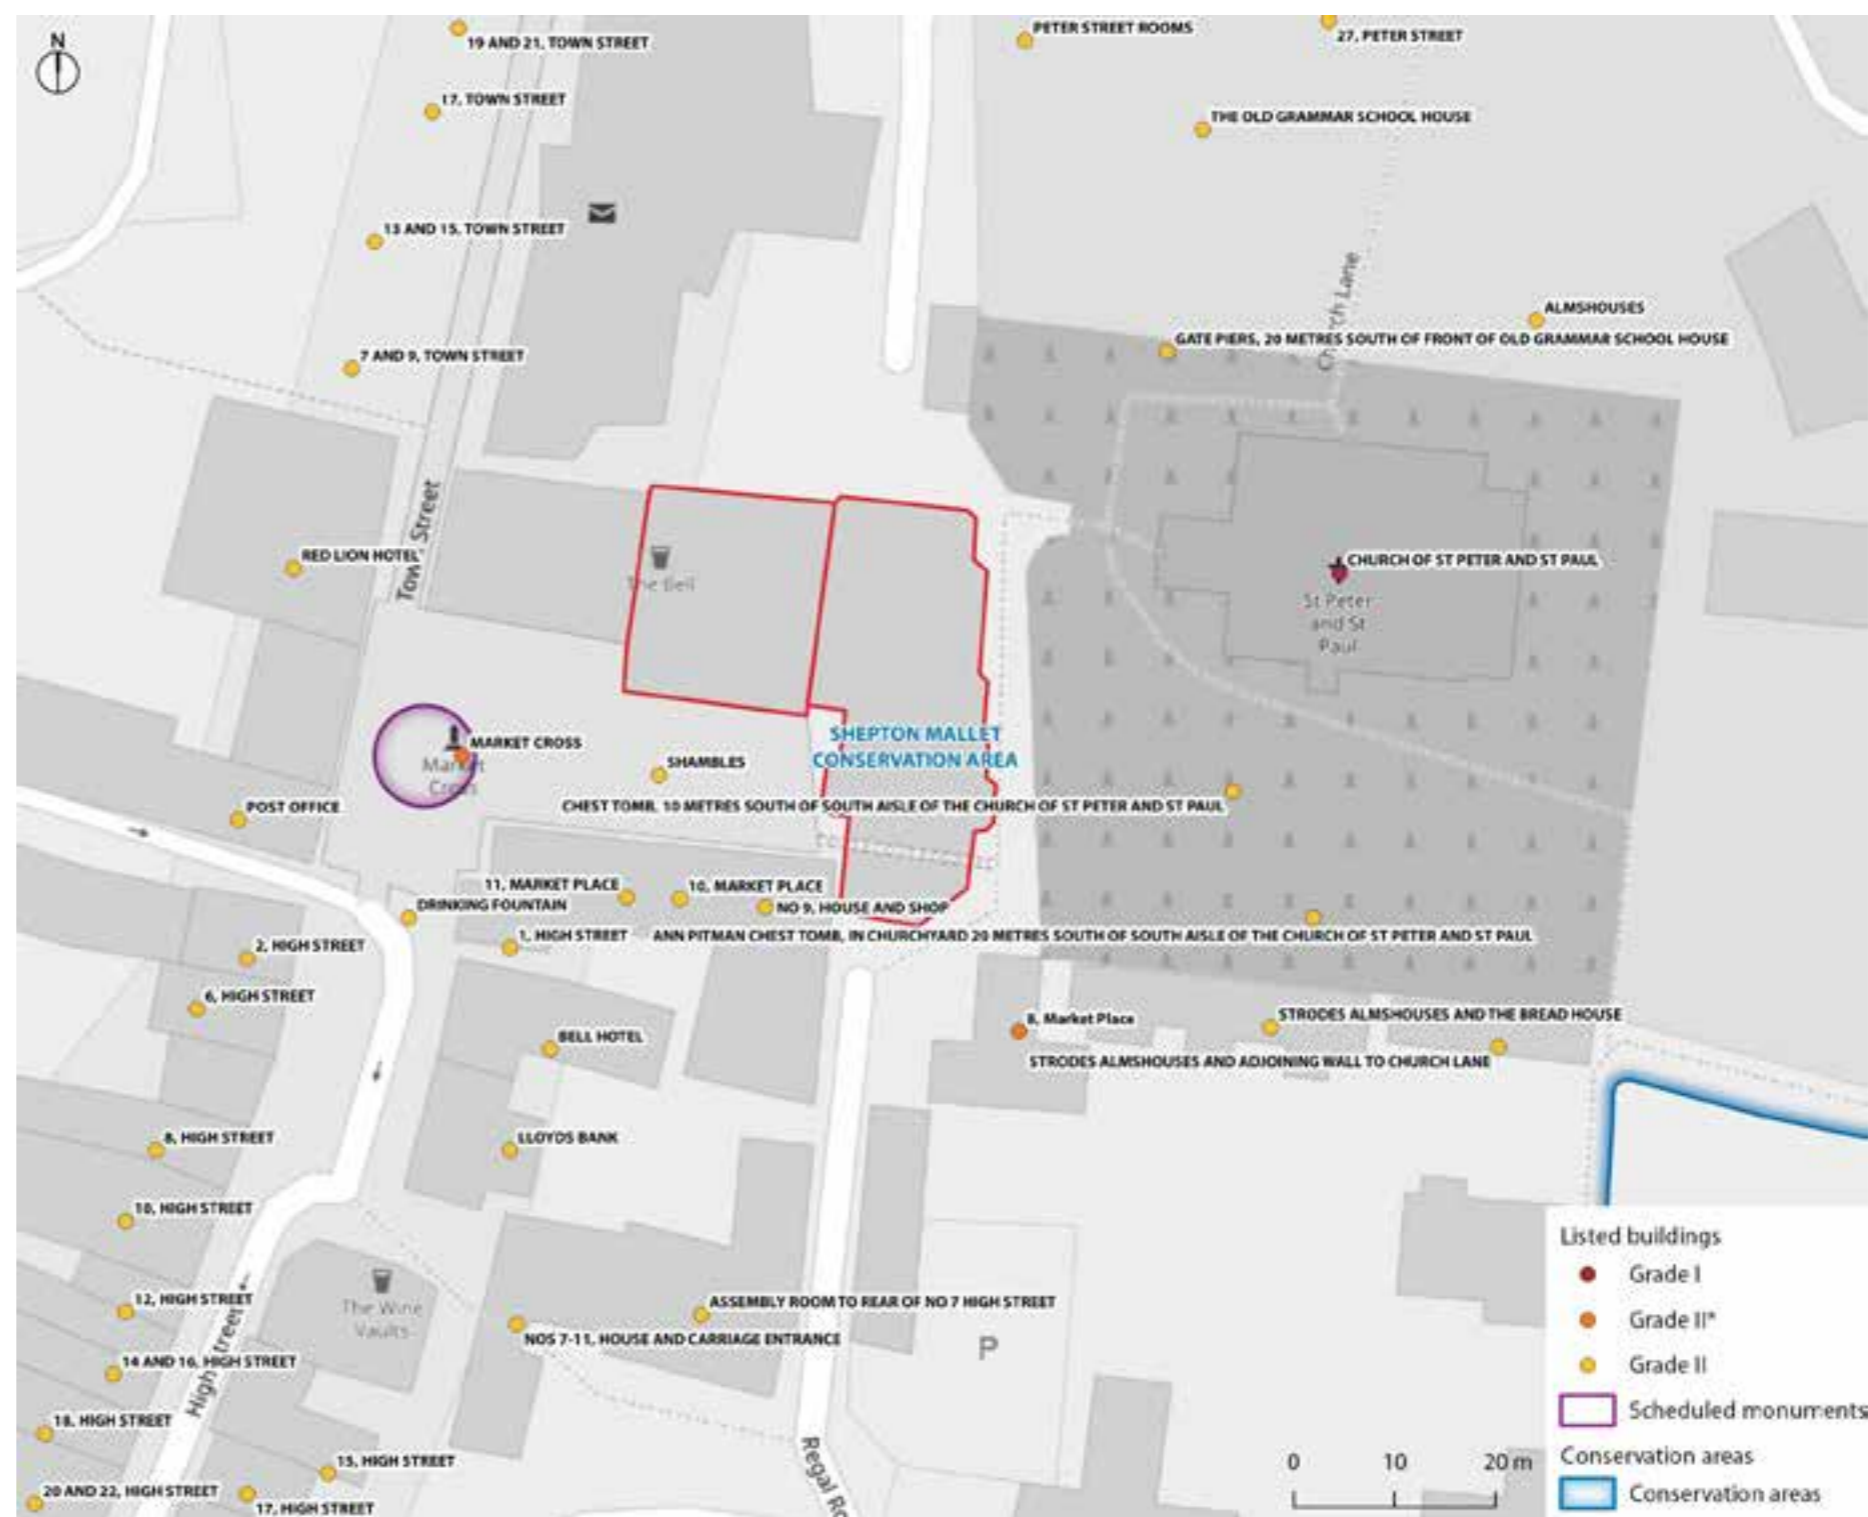 N
19 AND 21, TOWN STREET
PETER STREET ROOMS
27, PETER STREET
17, TOWN STREET
THE OLD GRAMMAR SCHOOL HOUSE
13 AND 15, TOWN STREET
Church Lane
ALMSHOUSES
GATE PIERS, 20 METRES SOUTH OF FRONT OF OLD GRAMMAR SCHOOL HOUSE
7 AND 9, TOWN STREET
Town Street
RED LION HOTEL
The Bell
CHURCH OF ST PETER AND ST PAUL
St Peter
and St
Paul
SHEPTON MALLET
CONSERVATION AREA
MARKET CROSS
Market
Cross
SHAMBLES
POST OFFICE
CHEST TOMB, 10 METRES SOUTH OF SOUTH AISLE OF THE CHURCH OF ST PETER AND ST PAUL
11, MARKET PLACE
10, MARKET PLACE
DRINKING FOUNTAIN
NO 9, HOUSE AND SHOP
1, HIGH STREET
ANN PITMAN CHEST TOMB, IN CHURCHYARD 20 METRES SOUTH OF SOUTH AISLE OF THE CHURCH OF ST PETER AND ST PAUL
2, HIGH STREET
6, HIGH STREET
8, Market Place
STRODES ALMSHOUSES AND THE BREAD HOUSE
BELL HOTEL
STRODES ALMSHOUSES AND ADJOINING WALL TO CHURCH LANE
8, HIGH STREET
LLOYDS BANK
10, HIGH STREET
12, HIGH STREET
The Wine
Vaults
ASSEMBLY ROOM TO REAR OF NO 7 HIGH STREET
NOS 7-11, HOUSE AND CARRIAGE ENTRANCE
P
14 AND 16, HIGH STREET
High Street
18, HIGH STREET
15, HIGH STREET
20 AND 22, HIGH STREET
17, HIGH STREET
Regal
Listed buildings
Grade I
Grade II*
Grade II
Scheduled monuments
Conservation areas
Conservation areas
0 10 20 m